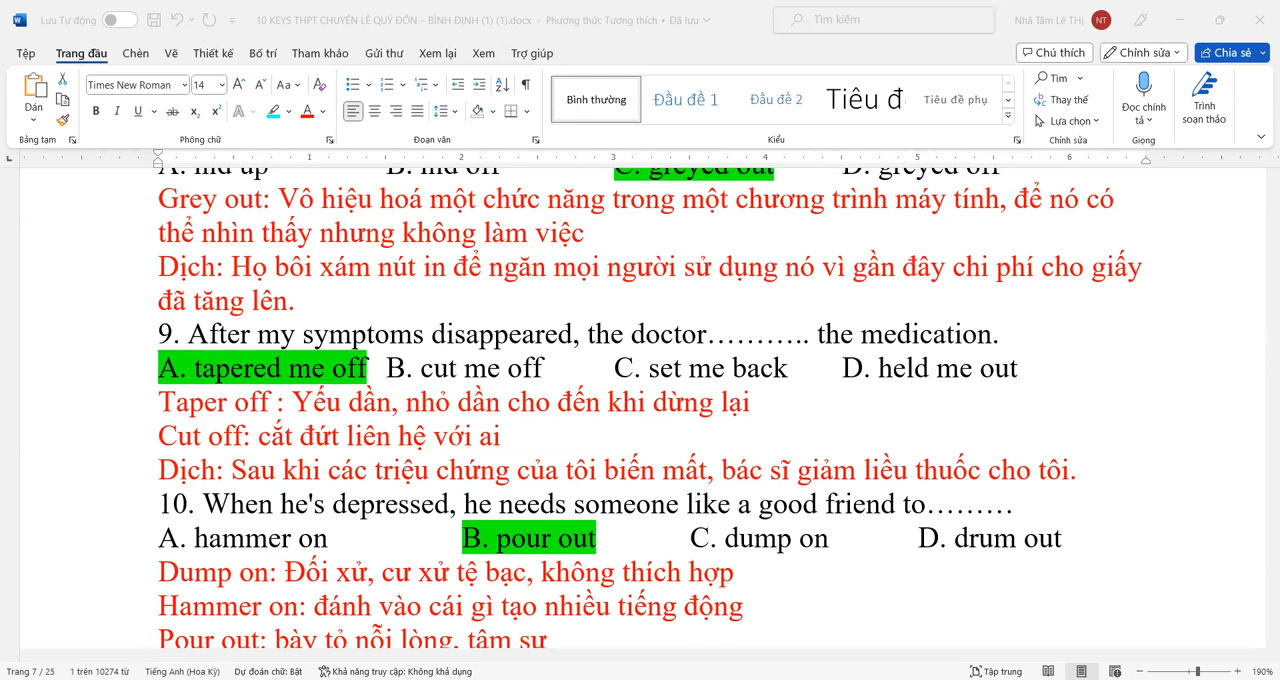 Lưu Tự động
10 KEYS THPT CHUYÊN LÊ QUÝ ĐÔN – BÌNH ĐỊNH (1) (1).docx - Phương thức Tương thích • Đã lưu
Tìm kiếm
Nhã Tâm Lê THị
NT
Tệp Trang đầu Chèn Vẽ Thiết kế Bố trí Tham khảo Gửi thư Xem lại Xem Trợ giúp
Chú thích Chỉnh sửa Chia sẻ
Dán
Times New Roman 14
Bình thường
Đầu đề 1
Đầu đề 2
Tiêu đ
Tiêu đề phụ
Tìm
Thay thế
Lựa chọn
Đọc chính tả
Trình soạn thảo
Bảng tạm Phông chữ Đoạn văn Kiểu Chỉnh sửa Giọng
1 2 3 4 5 6
A. hid up B. hid off C. greyed out D. greyed off
Grey out: Vô hiệu hoá một chức năng trong một chương trình máy tính, để nó có
thể nhìn thấy nhưng không làm việc
Dịch: Họ bôi xám nút in để ngăn mọi người sử dụng nó vì gần đây chi phí cho giấy
đã tăng lên.
9. After my symptoms disappeared, the doctor……….. the medication.
A. tapered me off B. cut me off C. set me back D. held me out
Taper off : Yếu dần, nhỏ dần cho đến khi dừng lại
Cut off: cắt đứt liên hệ với ai
Dịch: Sau khi các triệu chứng của tôi biến mất, bác sĩ giảm liều thuốc cho tôi.
10. When he's depressed, he needs someone like a good friend to………
A. hammer on B. pour out C. dump on D. drum out
Dump on: Đối xử, cư xử tệ bạc, không thích hợp
Hammer on: đánh vào cái gì tạo nhiều tiếng động
Pour out: bày tỏ nỗi lòng, tâm sự
Trang 7 / 25 1 trên 10274 từ Tiếng Anh (Hoa Kỳ) Dự đoán chữ: Bật Khả năng truy cập: Không khả dụng Tập trung 190%